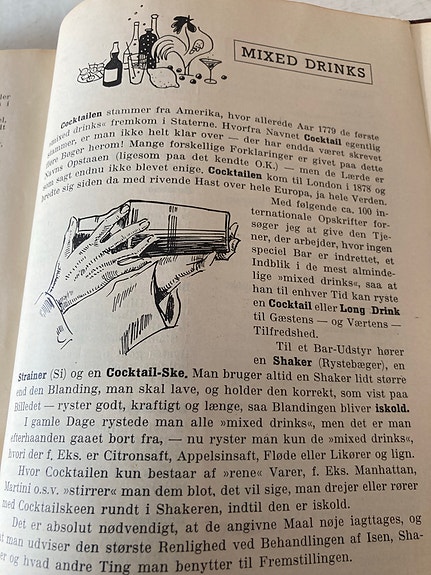 MIXED DRINKS
Cocktailen stammer fra Amerika, hvor allerede Aar 1779 de første
»mixed drinks« fremkom i Staterne. Hvorfra Navnet Cocktail egentlig
stammer, er man ikke helt klar over — der har endda været skrevet
flere Bøger herom! Mange forskellige Forklaringer er givet paa dette
Navns Opstaaen (ligesom paa det kendte O.K.) — men de Lærde er
som sagt endnu ikke blevet enige. Cocktailen kom til London i 1878 og
bredte sig siden da med rivende Hast over hele Europa, ja hele Verden.
Med følgende ca. 100 in-
ternationale Opskrifter for-
søger jeg at give den Tje-
ner, der arbejder, hvor ingen
speciel Bar er indrettet, et
Indblik i de mest alminde-
lige »mixed drinks«, saa at
han til enhver Tid kan ryste
en Cocktail eller Long Drink
til Gæstens — og Værtens —
Tilfredshed.
Til et Bar-Udstyr hører
en Shaker (Rystebæger), en
Strainer (Si) og en Cocktail-Ske. Man bruger altid en Shaker lidt større
end den Blanding, man skal lave, og holder den korrekt, som vist paa
Billedet — ryster godt, kraftigt og længe, saa Blandingen bliver iskold.
I gamle Dage rystede man alle »mixed drinks«, men det er man
efterhaanden gaaet bort fra, — nu ryster man kun de »mixed drinks«,
hvori der f. Eks. er Citronsaft, Appelsinsaft, Fløde eller Likører og lign.
Hvor Cocktailen kun bestaar af »rene« Varer, f. Eks. Manhattan,
Martini o.s.v. »stirrer« man dem blot, det vil sige, man drejer eller rører
med Cocktailskeen rundt i Shakeren, indtil den er iskold.
Det er absolut nødvendigt, at de angivne Maal nøje iagttages, og
at man udviser den største Renlighed ved Behandlingen af Isen, Sha-
er og hvad andre Ting man benytter til Fremstillingen.